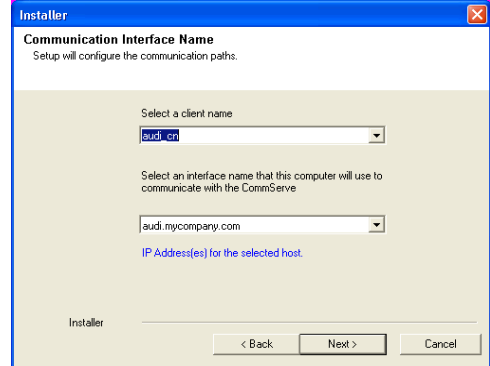 Installer
Communication Interface Name
Setup will configure the communication paths.
Select a client name
audi_cn
Select an interface name that this computer will use to
communicate with the CommServe
audi.mycompany.com
IP Address(es) for the selected host.
Installer
< Back
Next >
Cancel